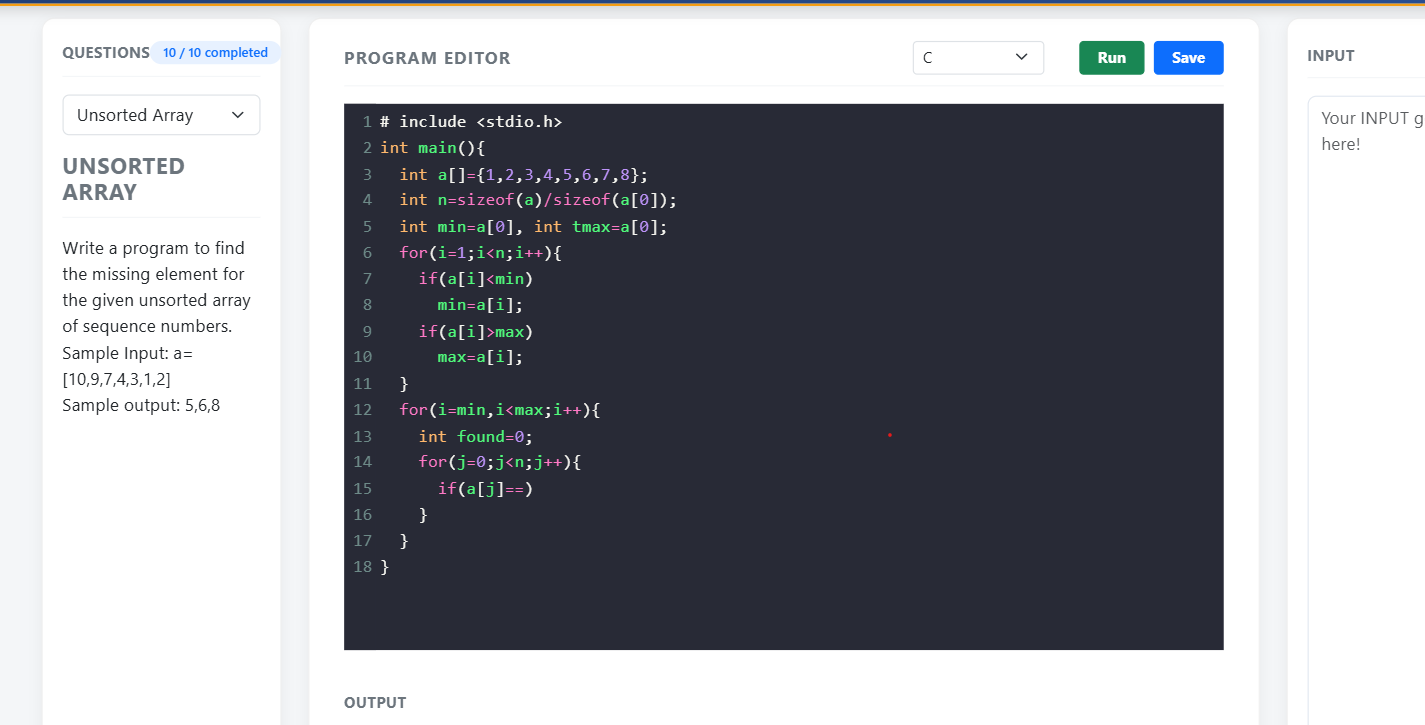 QUESTIONS 10 / 10 completed
Unsorted Array
UNSORTED
ARRAY
Write a program to find
the missing element for
the given unsorted array
of sequence numbers.
Sample Input: a=
[10,9,7,4,3,1,2]
Sample output: 5,6,8
PROGRAM EDITOR
C
Run
Save
1 # include <stdio.h>
2 int main(){
3   int a[]={1,2,3,4,5,6,7,8};
4   int n=sizeof(a)/sizeof(a[0]);
5   int min=a[0], int tmax=a[0];
6   for(i=1;i<n;i++){
7     if(a[i]<min)
8       min=a[i];
9     if(a[i]>max)
10       max=a[i];
11   }
12   for(i=min,i<max;i++){
13     int found=0;
14     for(j=0;j<n;j++){
15       if(a[j]==)
16     }
17   }
18 }
OUTPUT
INPUT
Your INPUT g
here!